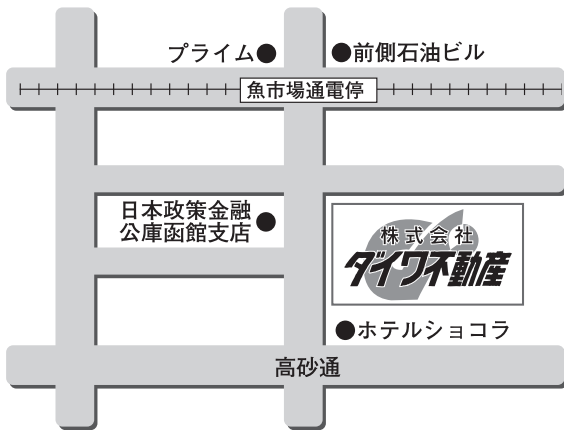 プライム
前側石油ビル
魚市場通電停
日本政策金融
公庫函館支店
株式会社
ダイワ不動産
ホテルショコラ
高砂通